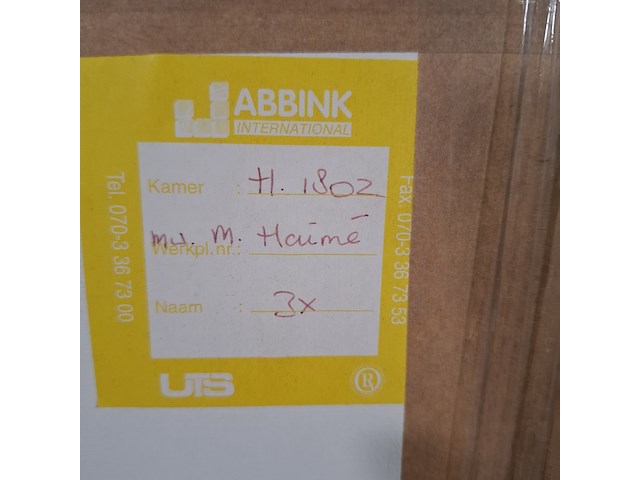 ABBINK
INTERNATIONAL
Kamer : H. 1802
mw. M. Haimé
Werkpl.nr.:
Naam : 3x
UTS ®
Tel. 070-3 36 73 00
Fax. 070-3 36 73 53